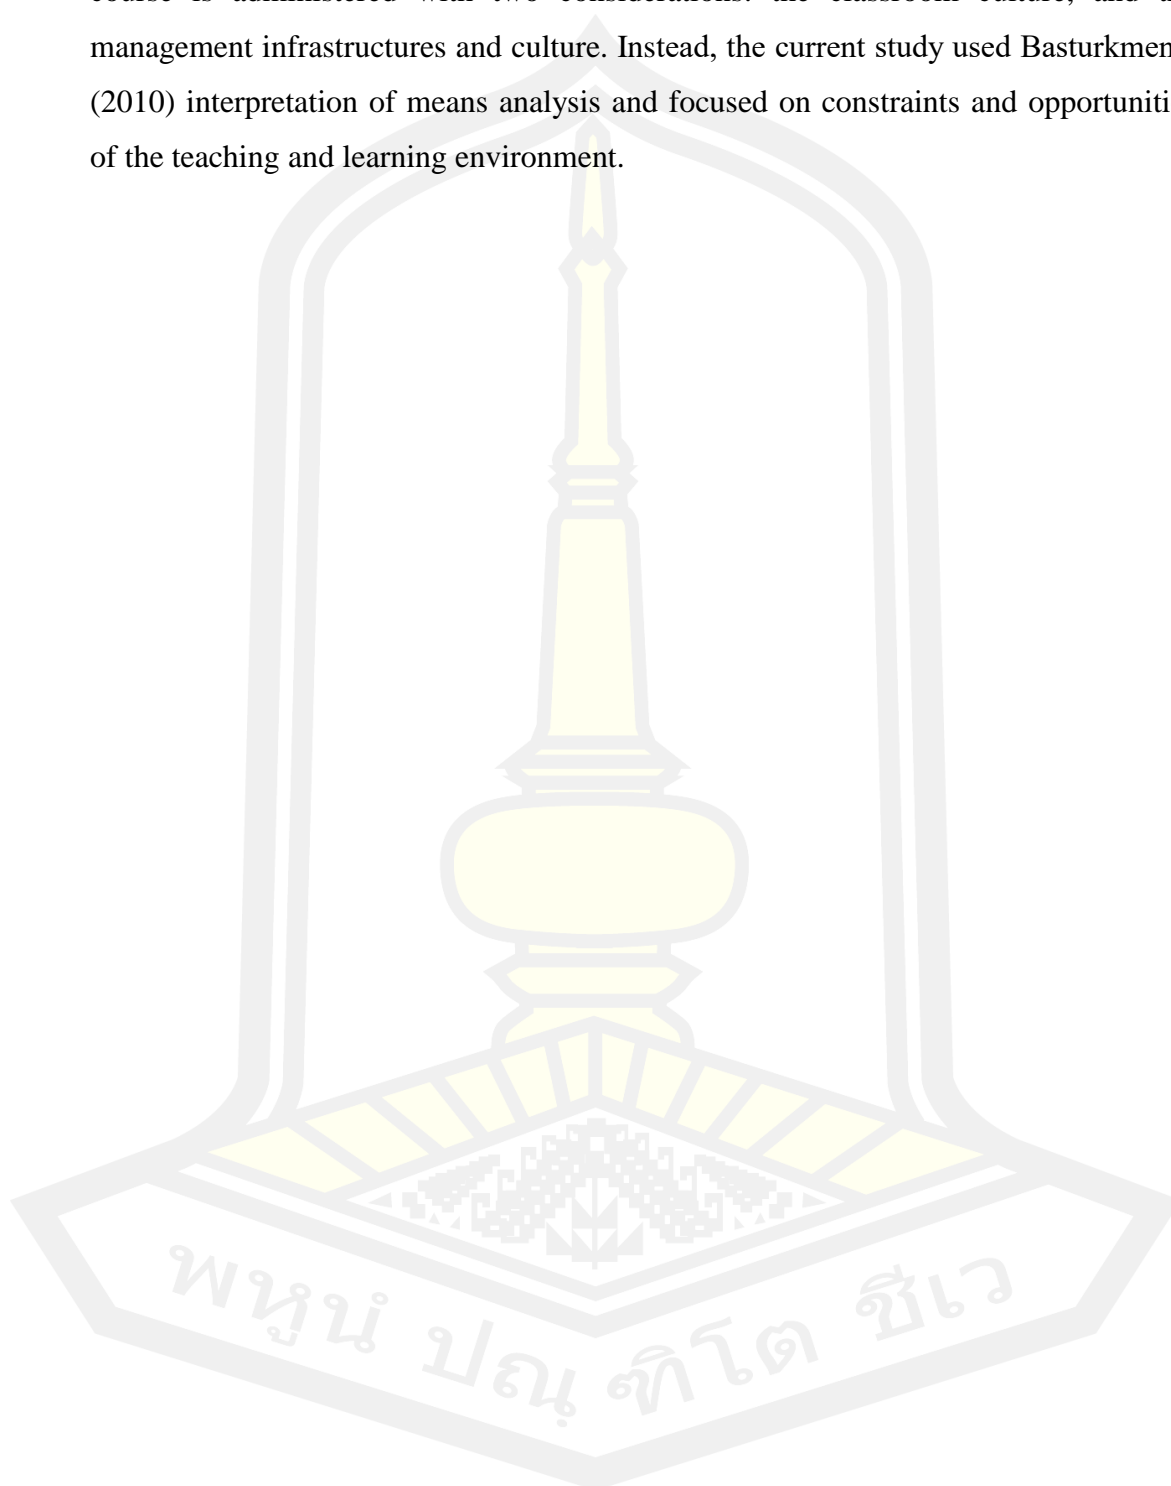 course is administered with two considerations: the classroom culture, and
management infrastructures and culture. Instead, the current study used Basturkmen
(2010) interpretation of means analysis and focused on constraints and
of the teaching and learning environment.
พหูนํ ปณฺฑิโต ชีเว